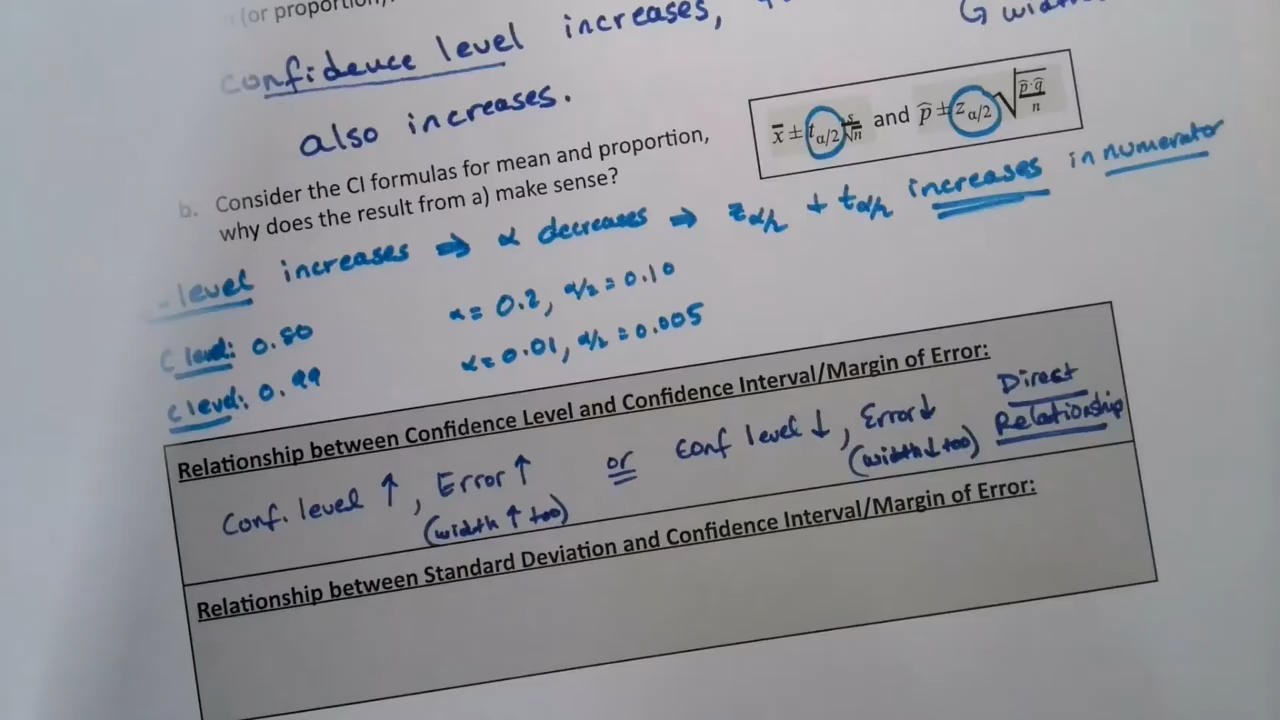 (or proportion).
confidence level increases,
G width
also increases.
x̄ ± t α/2 s/√n and p̂ ± z α/2 √(p̂·q̂/n)
b. Consider the CI formulas for mean and proportion,
why does the result from a) make sense?
level increases ⇒ α decreases ⇒ z α/2 + t α/2 increases in numerator
C level: 0.80 α = 0.2, α/2 = 0.10
C level: 0.99 α = 0.01, α/2 = 0.005
Relationship between Confidence Level and Confidence Interval/Margin of Error:
Conf. level ↑, Error ↑ or Conf level ↓, Error ↓ Direct
(width ↑ too) (width ↓ too) Relationship
Relationship between Standard Deviation and Confidence Interval/Margin of Error: